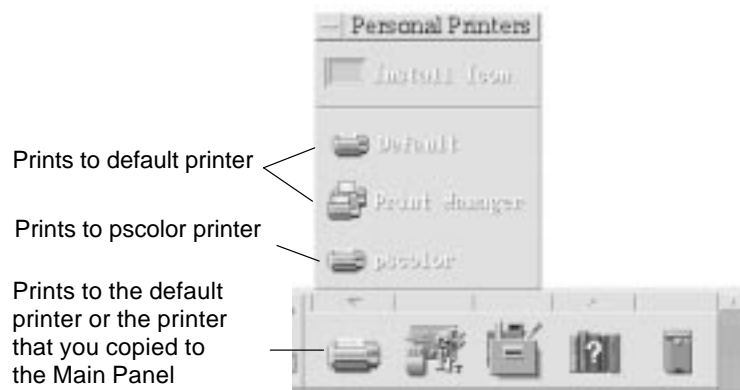 Personal Printers
Install Icon
Default
Print Manager
pscolor
Prints to default printer
Prints to pscolor printer
Prints to the default
printer or the printer
that you copied to
the Main Panel
?